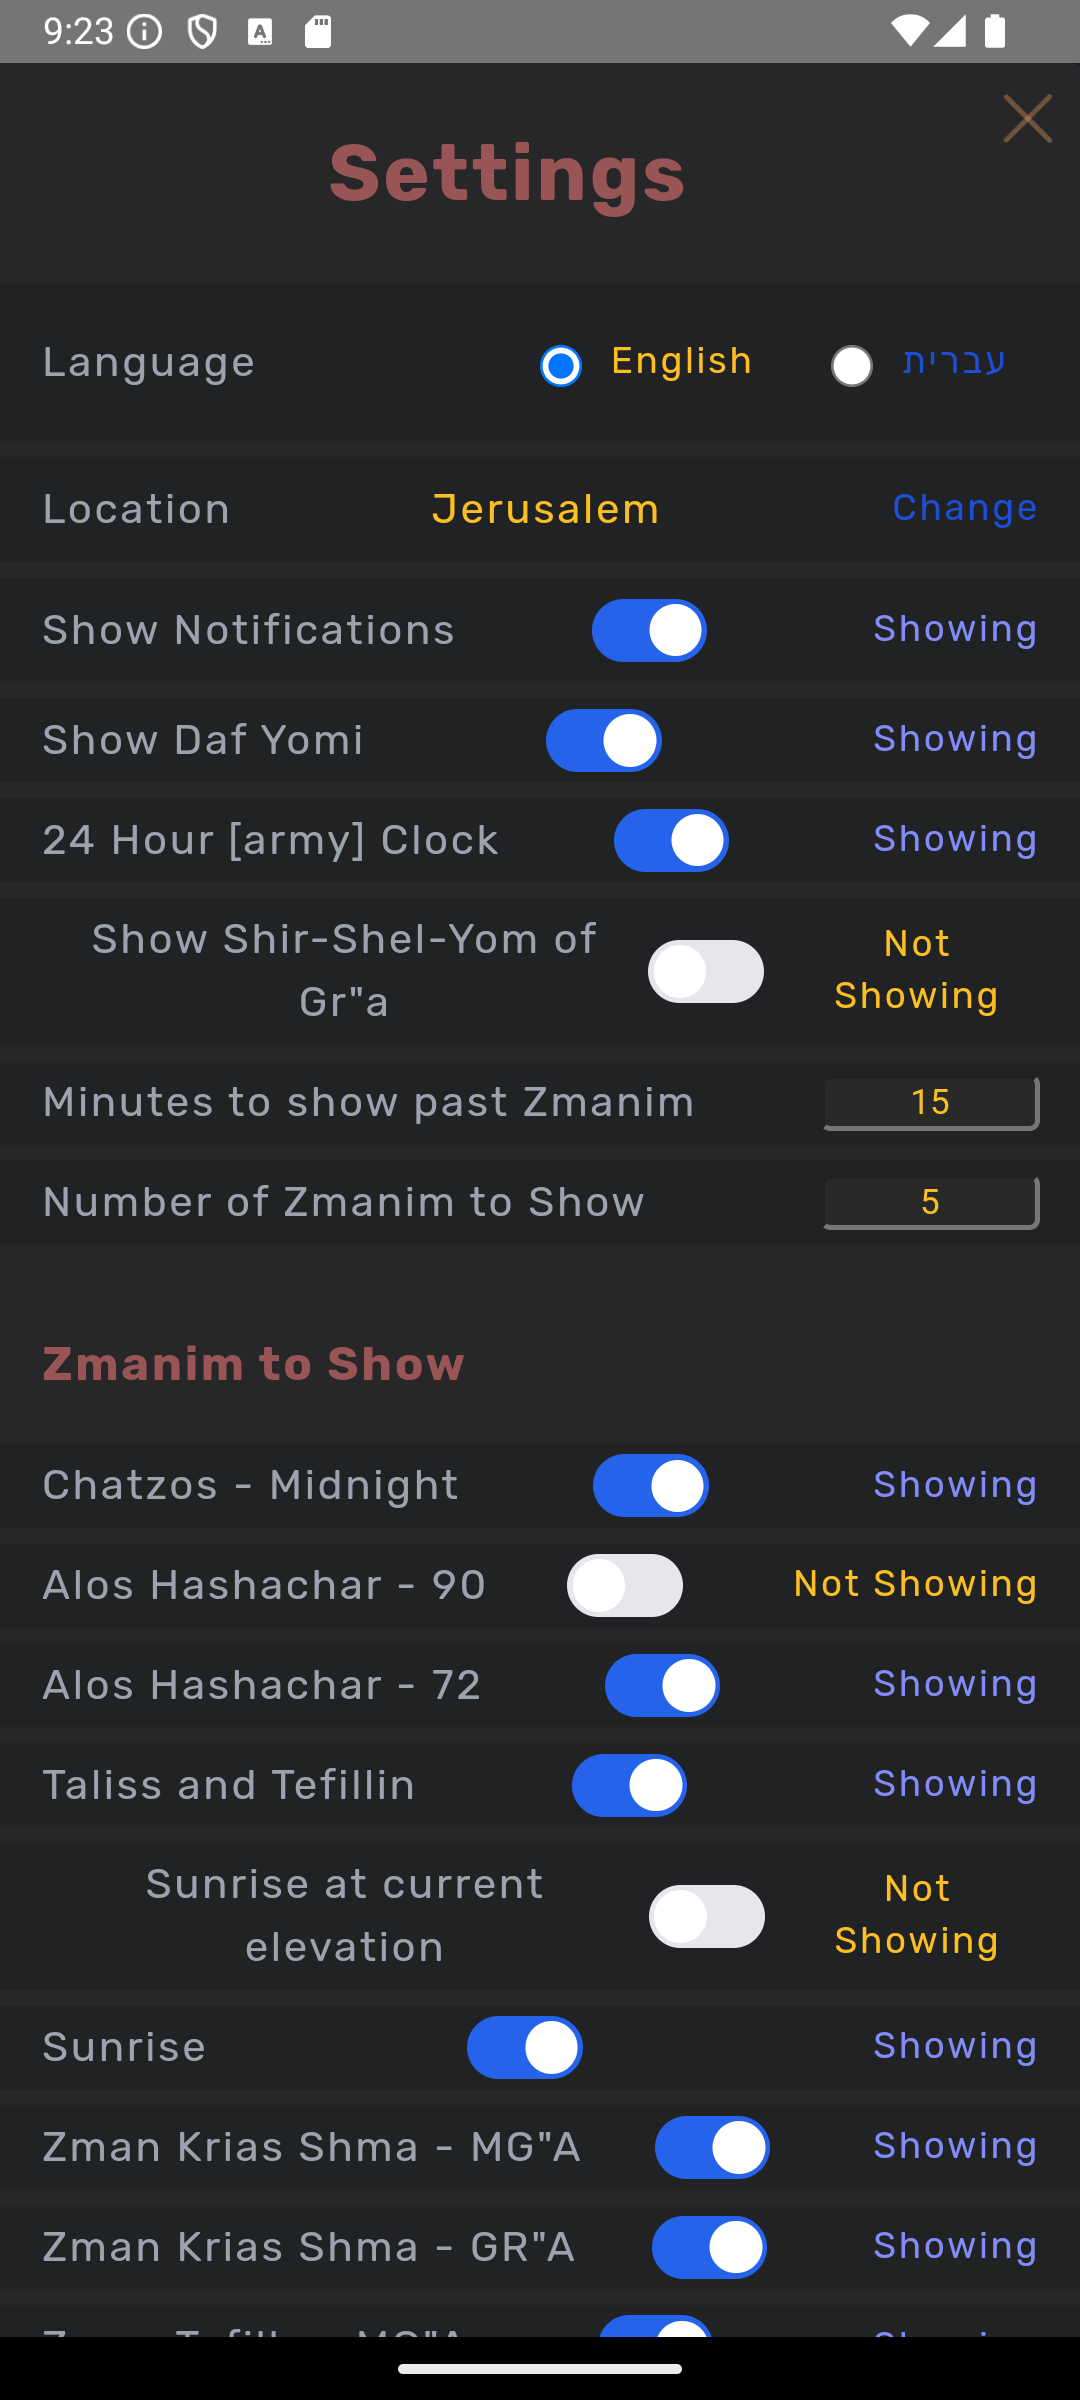 9:23
Settings
Language English עברית
Location Jerusalem Change
Show Notifications Showing
Show Daf Yomi Showing
24 Hour [army] Clock Showing
Show Shir-Shel-Yom of
Gr"a
Not
Showing
Minutes to show past Zmanim 15
Number of Zmanim to Show 5
Zmanim to Show
Chatzos - Midnight Showing
Alos Hashachar - 90 Not Showing
Alos Hashachar - 72 Showing
Taliss and Tefillin Showing
Sunrise at current
elevation
Not
Showing
Sunrise Showing
Zman Krias Shma - MG"A Showing
Zman Krias Shma - GR"A Showing